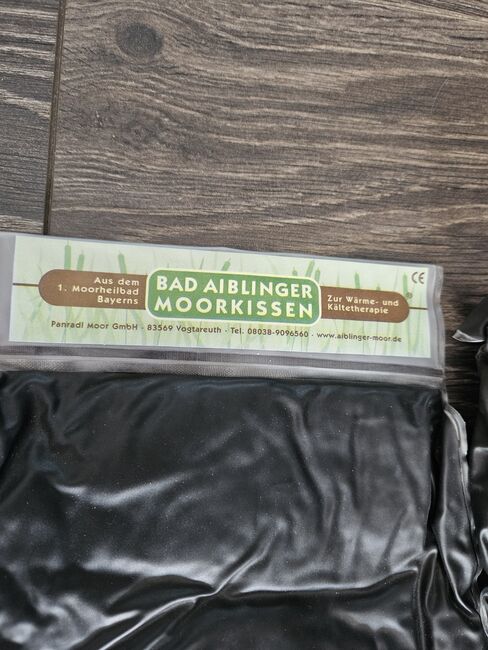 Aus dem
1. Moorheilbad
Bayerns
BAD AIBLINGER
MOORKISSEN
Zur Wärme- und
Kältetherapie
CE
Panradl Moor GmbH · 83569 Vogtareuth · Tel. 08038-9096560 · www.aiblinger-moor.de